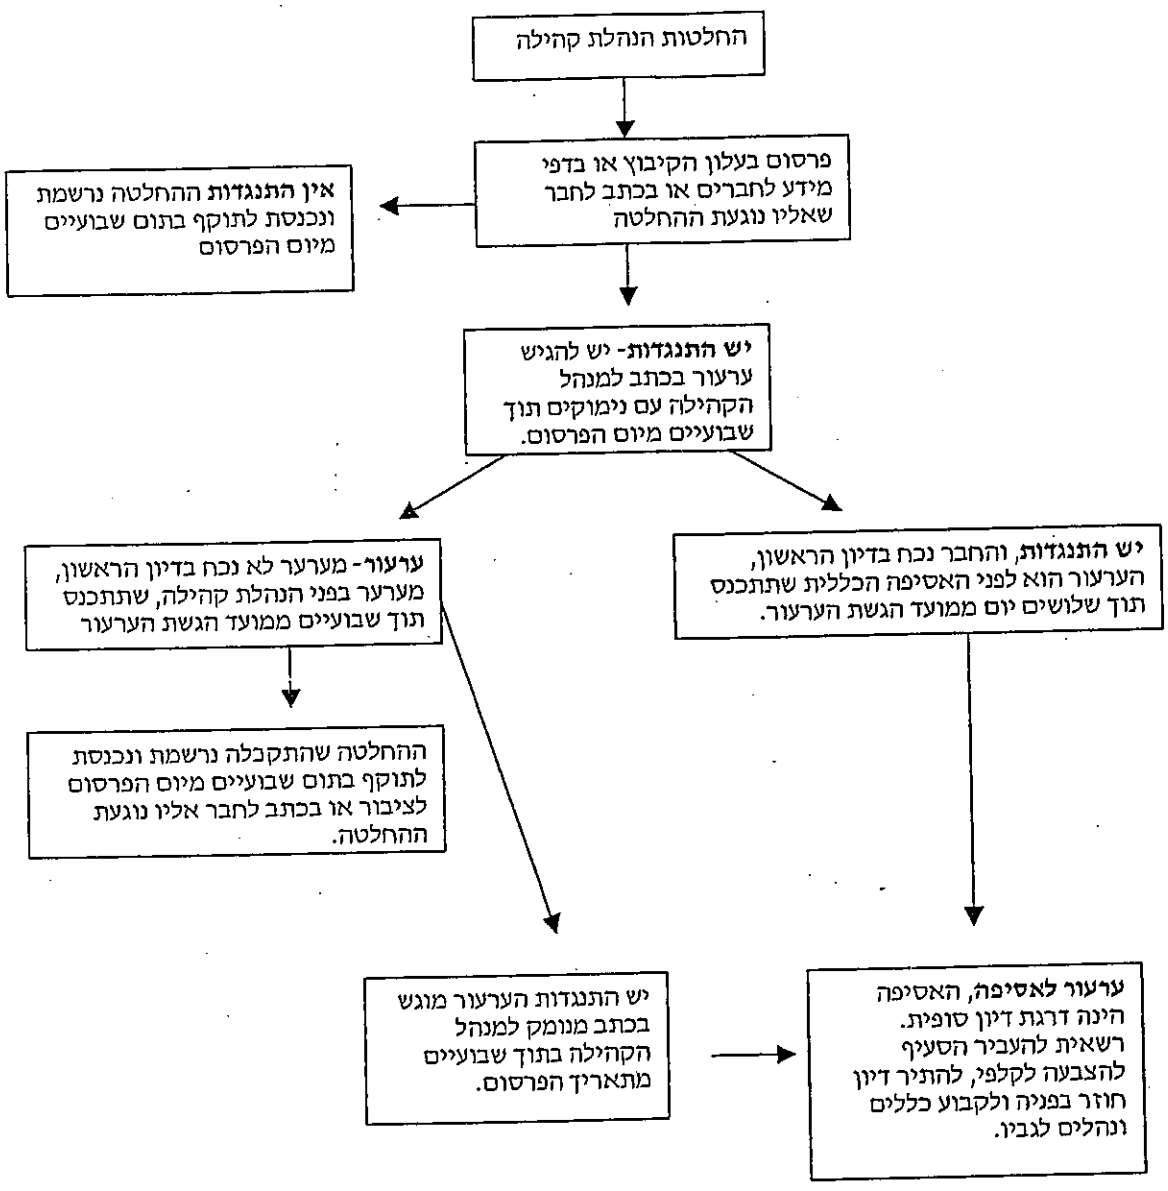 החלטות הנהלת קהילה
פרסום בעלון הקיבוץ או בדפי
מידע לחברים או בכתב לחבר
שאליו נוגעת ההחלטה
אין התנגדות ההחלטה נרשמת
ונכנסת לתוקף בתום שבועיים
מיום הפרסום
יש התנגדות- יש להגיש
ערעור בכתב למנהל
הקהילה עם נימוקים תוך
שבועיים מיום הפרסום.
יש התנגדות, והחבר נכח בדיון הראשון,
הערעור הוא לפני האסיפה הכללית שתתכנס
תוך שלושים יום ממועד הגשת הערעור.
ערעור- מערער לא נכח בדיון הראשון,
מערער בפני הנהלת קהילה, שתתכנס
תוך שבועיים ממועד הגשת הערעור
ההחלטה שהתקבלה נרשמת ונכנסת
לתוקף בתום שבועיים מיום הפרסום
לציבור או בכתב לחבר אליו נוגעת
ההחלטה.
יש התנגדות הערעור מוגש
בכתב מנומק למנהל
הקהילה בתוך שבועיים
מתאריך הפרסום.
ערעור לאסיפה, האסיפה
הינה דרגת דיון סופית.
רשאית להעביר הסעיף
להצבעה לקלפי, להתיר דיון
חוזר בפניה ולקבוע כללים
ונהלים לגביו.